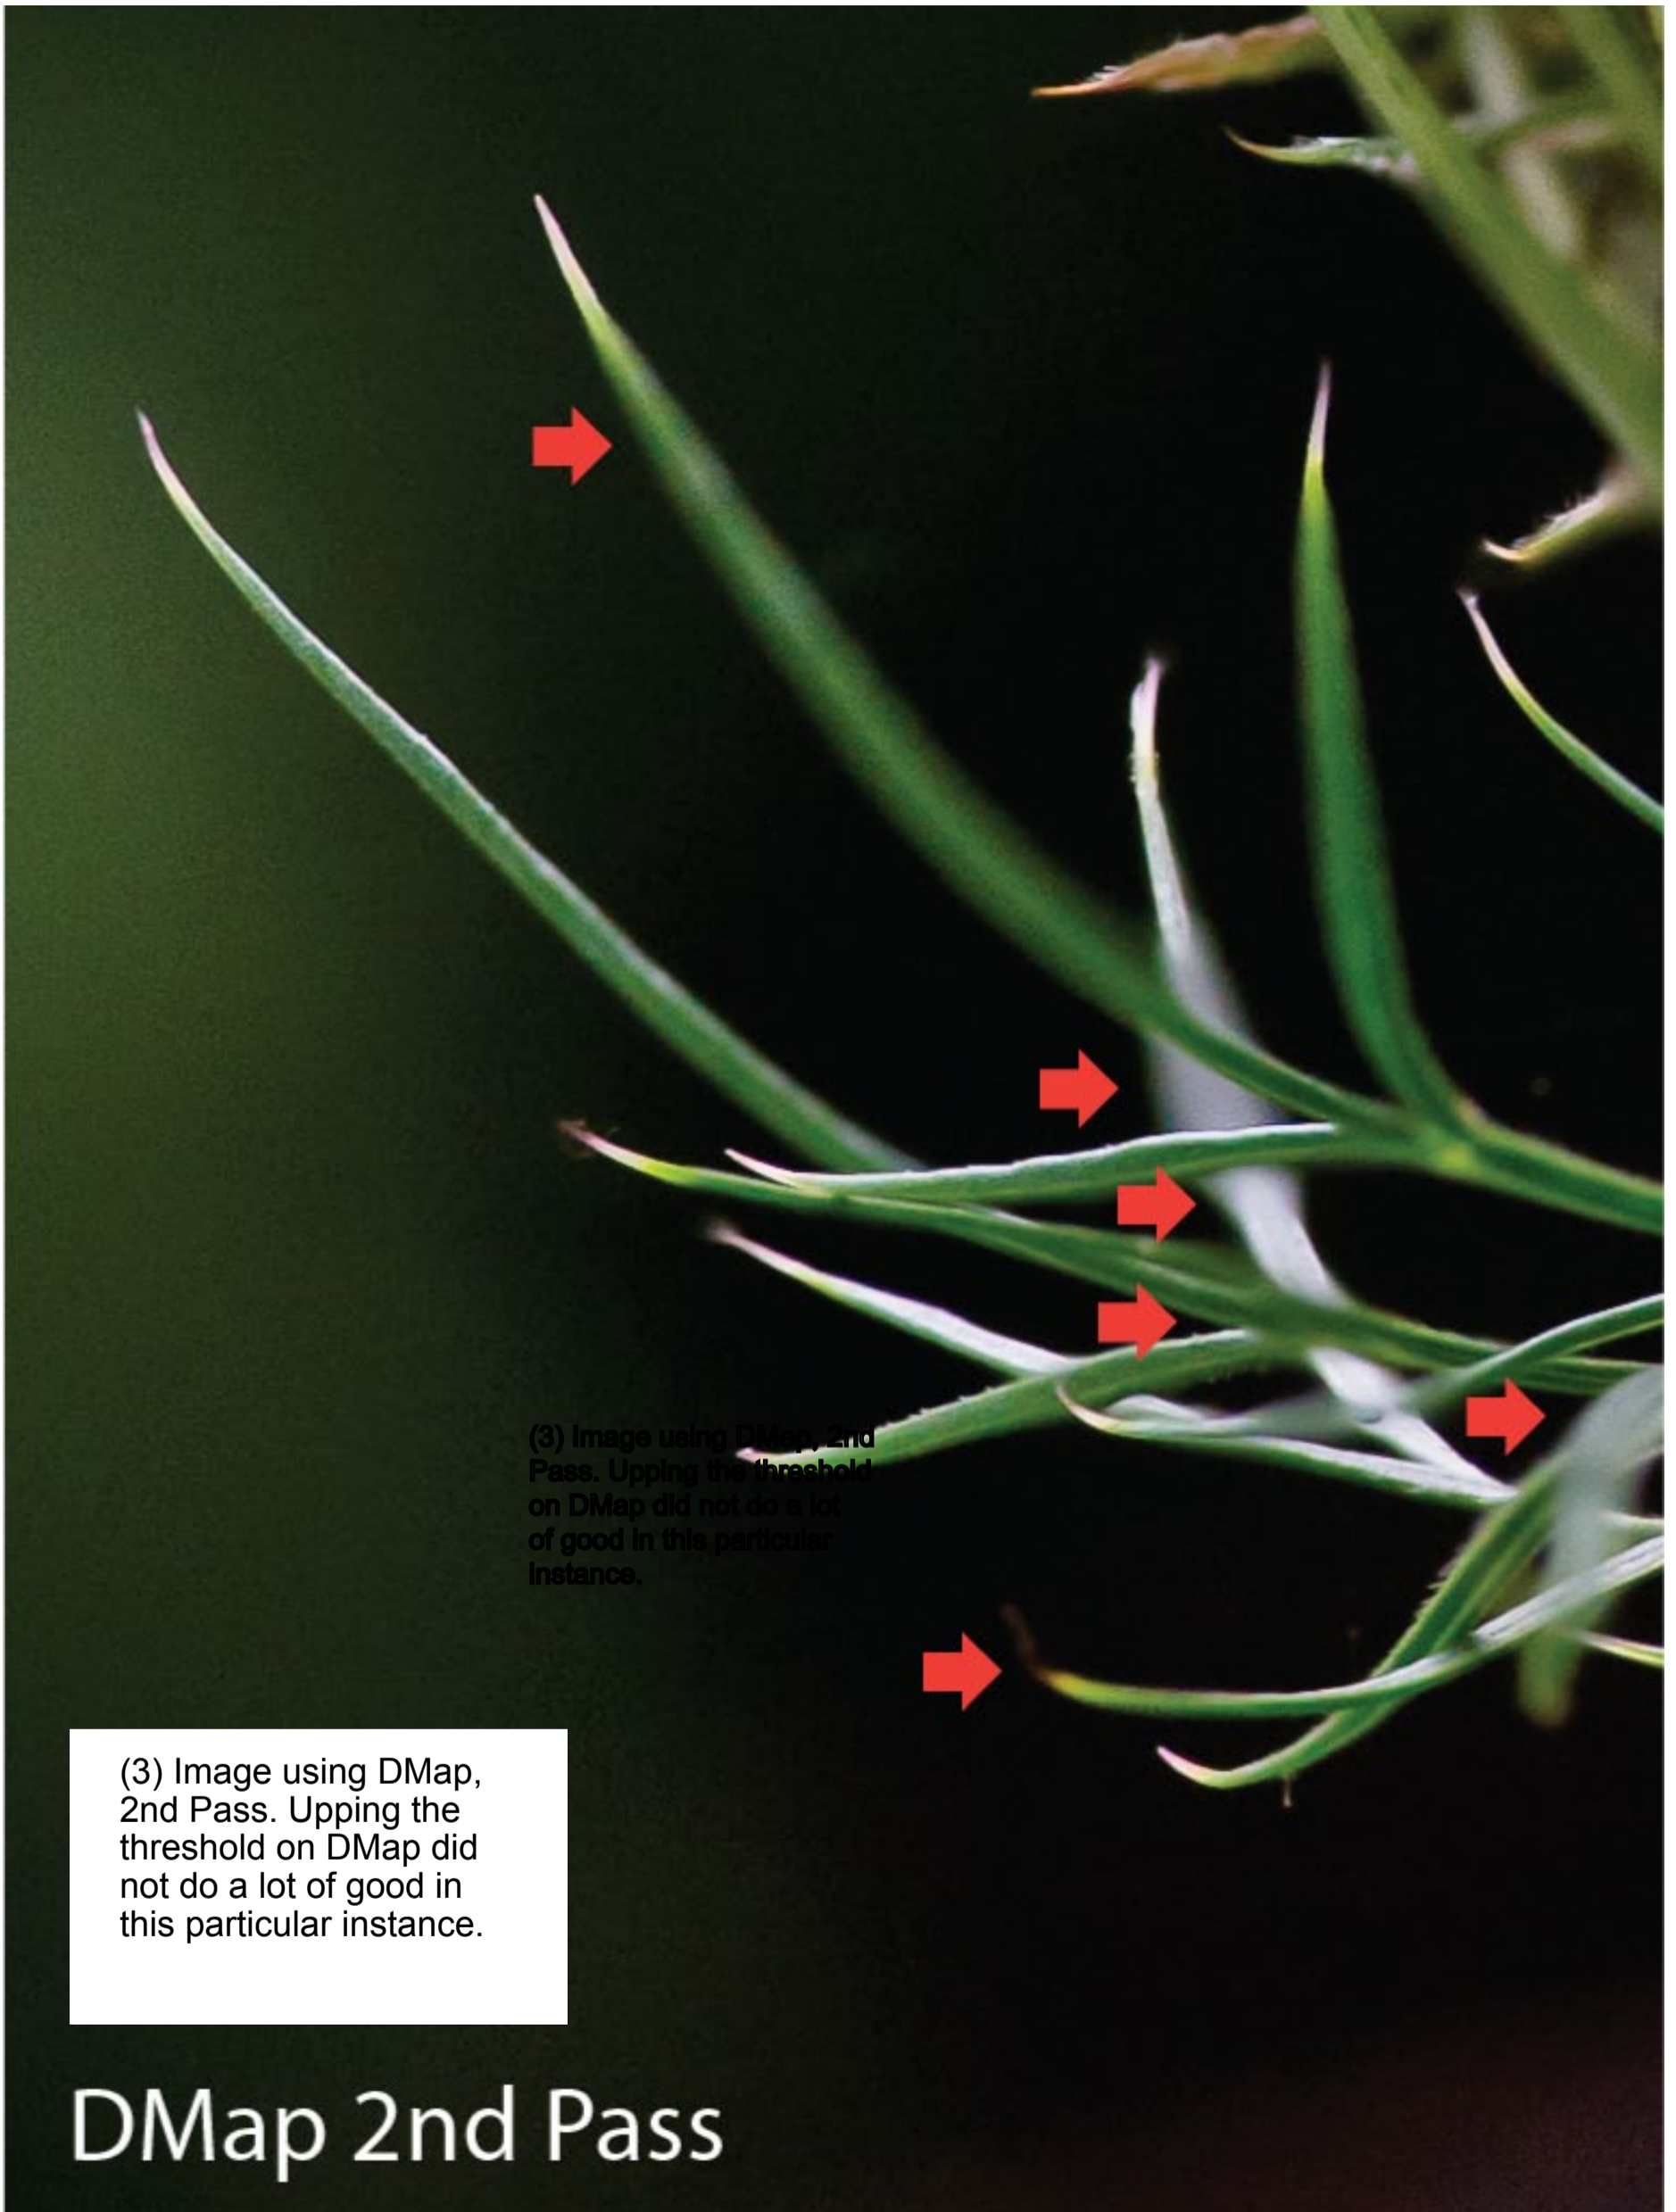 (3) Image using DMap, 2nd
Pass. Upping the threshold
on DMap did not do a lot
of good in this particular
instance.
(3) Image using DMap,
2nd Pass. Upping the
threshold on DMap did
not do a lot of good in
this particular instance.
DMap 2nd Pass